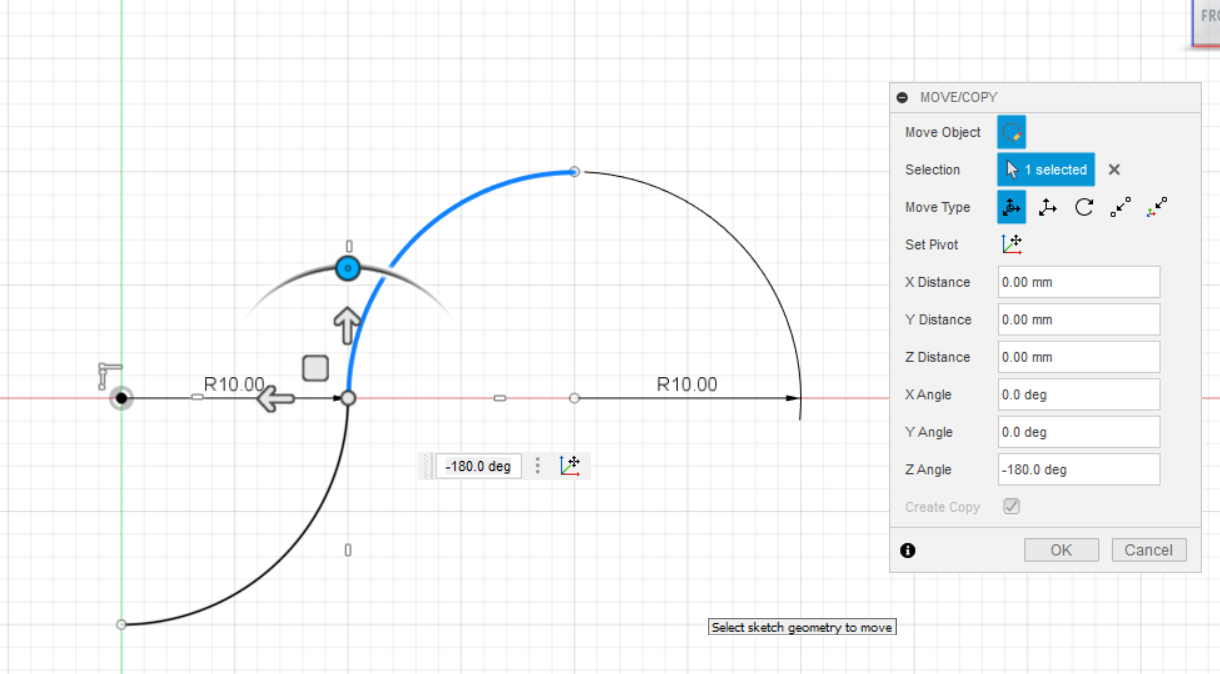 FRO
MOVE/COPY
Move Object
Selection 1 selected
Move Type
Set Pivot
X Distance 0.00 mm
Y Distance 0.00 mm
Z Distance 0.00 mm
X Angle 0.0 deg
Y Angle 0.0 deg
Z Angle -180.0 deg
Create Copy
OK Cancel
R10.00 R10.00
-180.0 deg
Select sketch geometry to move